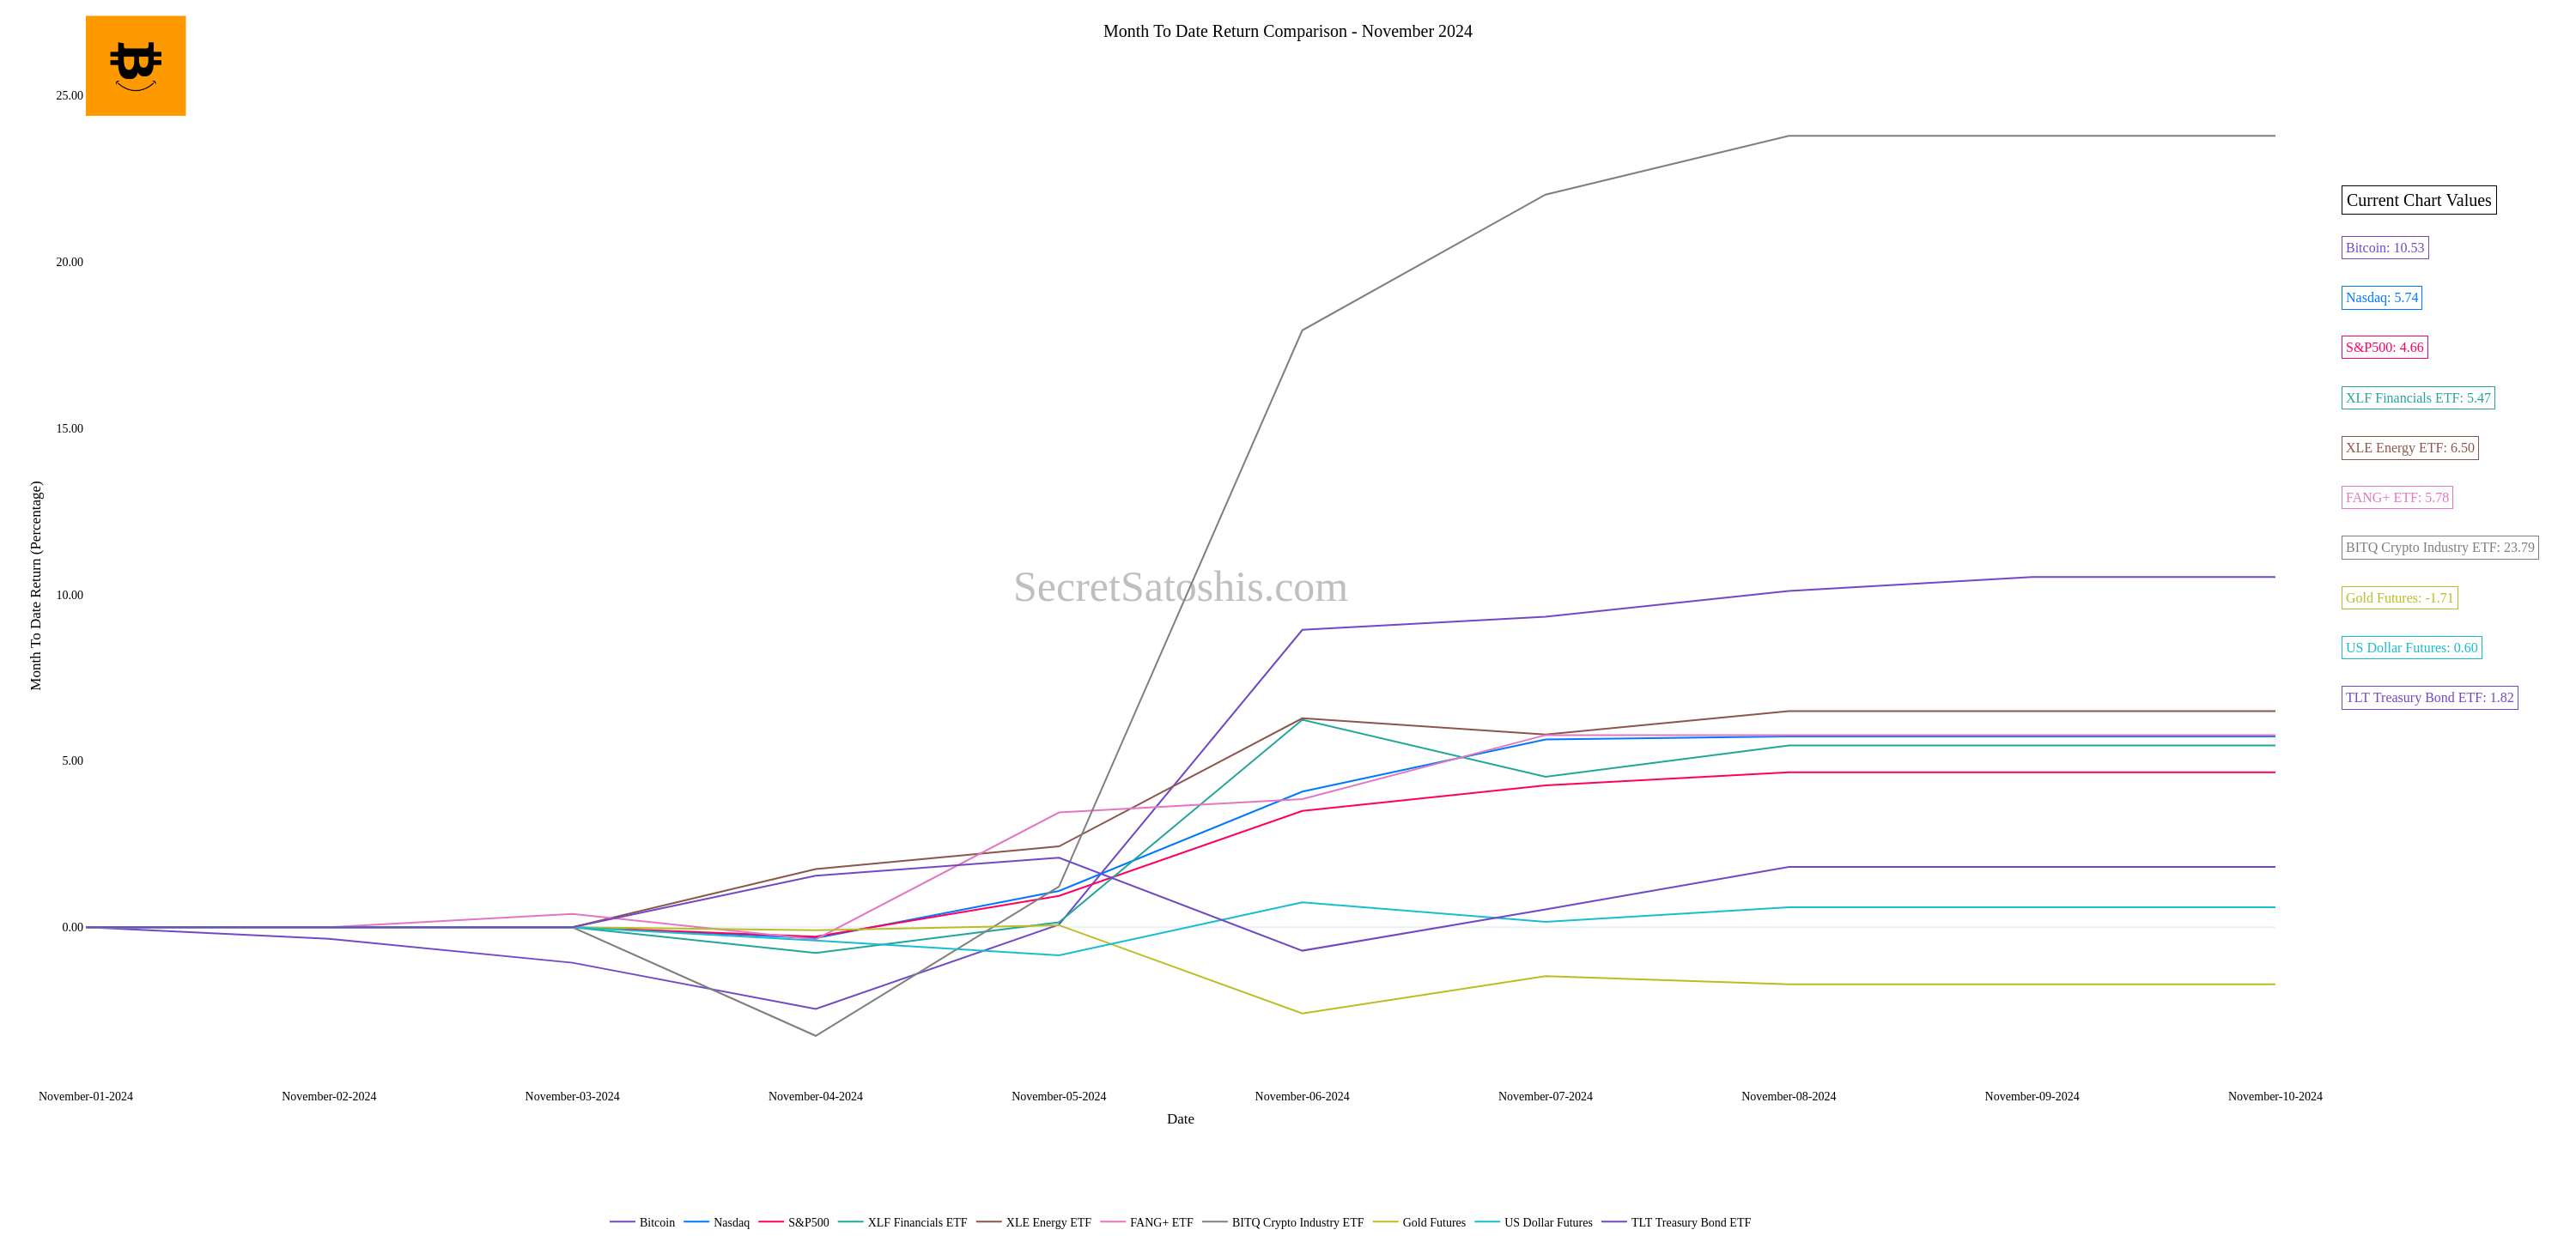 Month To Date Return Comparison - November 2024
25.00
20.00
15.00
10.00
5.00
0.00
Month To Date Return (Percentage)
SecretSatoshis.com
Current Chart Values
Bitcoin: 10.53
Nasdaq: 5.74
S&P500: 4.66
XLF Financials ETF: 5.47
XLE Energy ETF: 6.50
FANG+ ETF: 5.78
BITQ Crypto Industry ETF: 23.79
Gold Futures: -1.71
US Dollar Futures: 0.60
TLT Treasury Bond ETF: 1.82
November-01-2024 November-02-2024 November-03-2024 November-04-2024 November-05-2024 November-06-2024 November-07-2024 November-08-2024 November-09-2024 November-10-2024
Date
Bitcoin Nasdaq S&P500 XLF Financials ETF XLE Energy ETF FANG+ ETF BITQ Crypto Industry ETF Gold Futures US Dollar Futures TLT Treasury Bond ETF